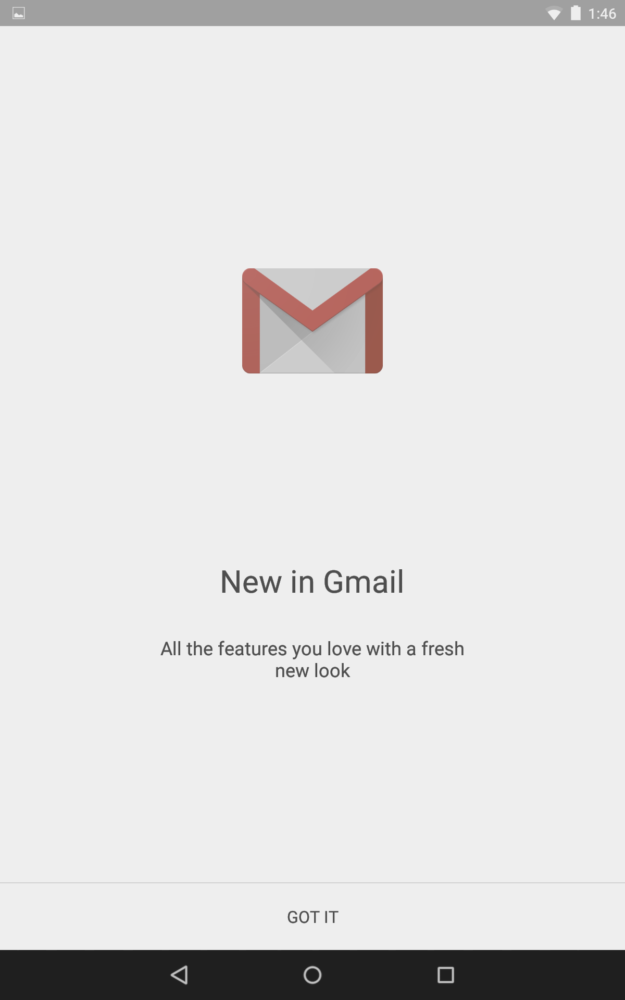 1:46
New in Gmail
All the features you love with a fresh
new look
GOT IT